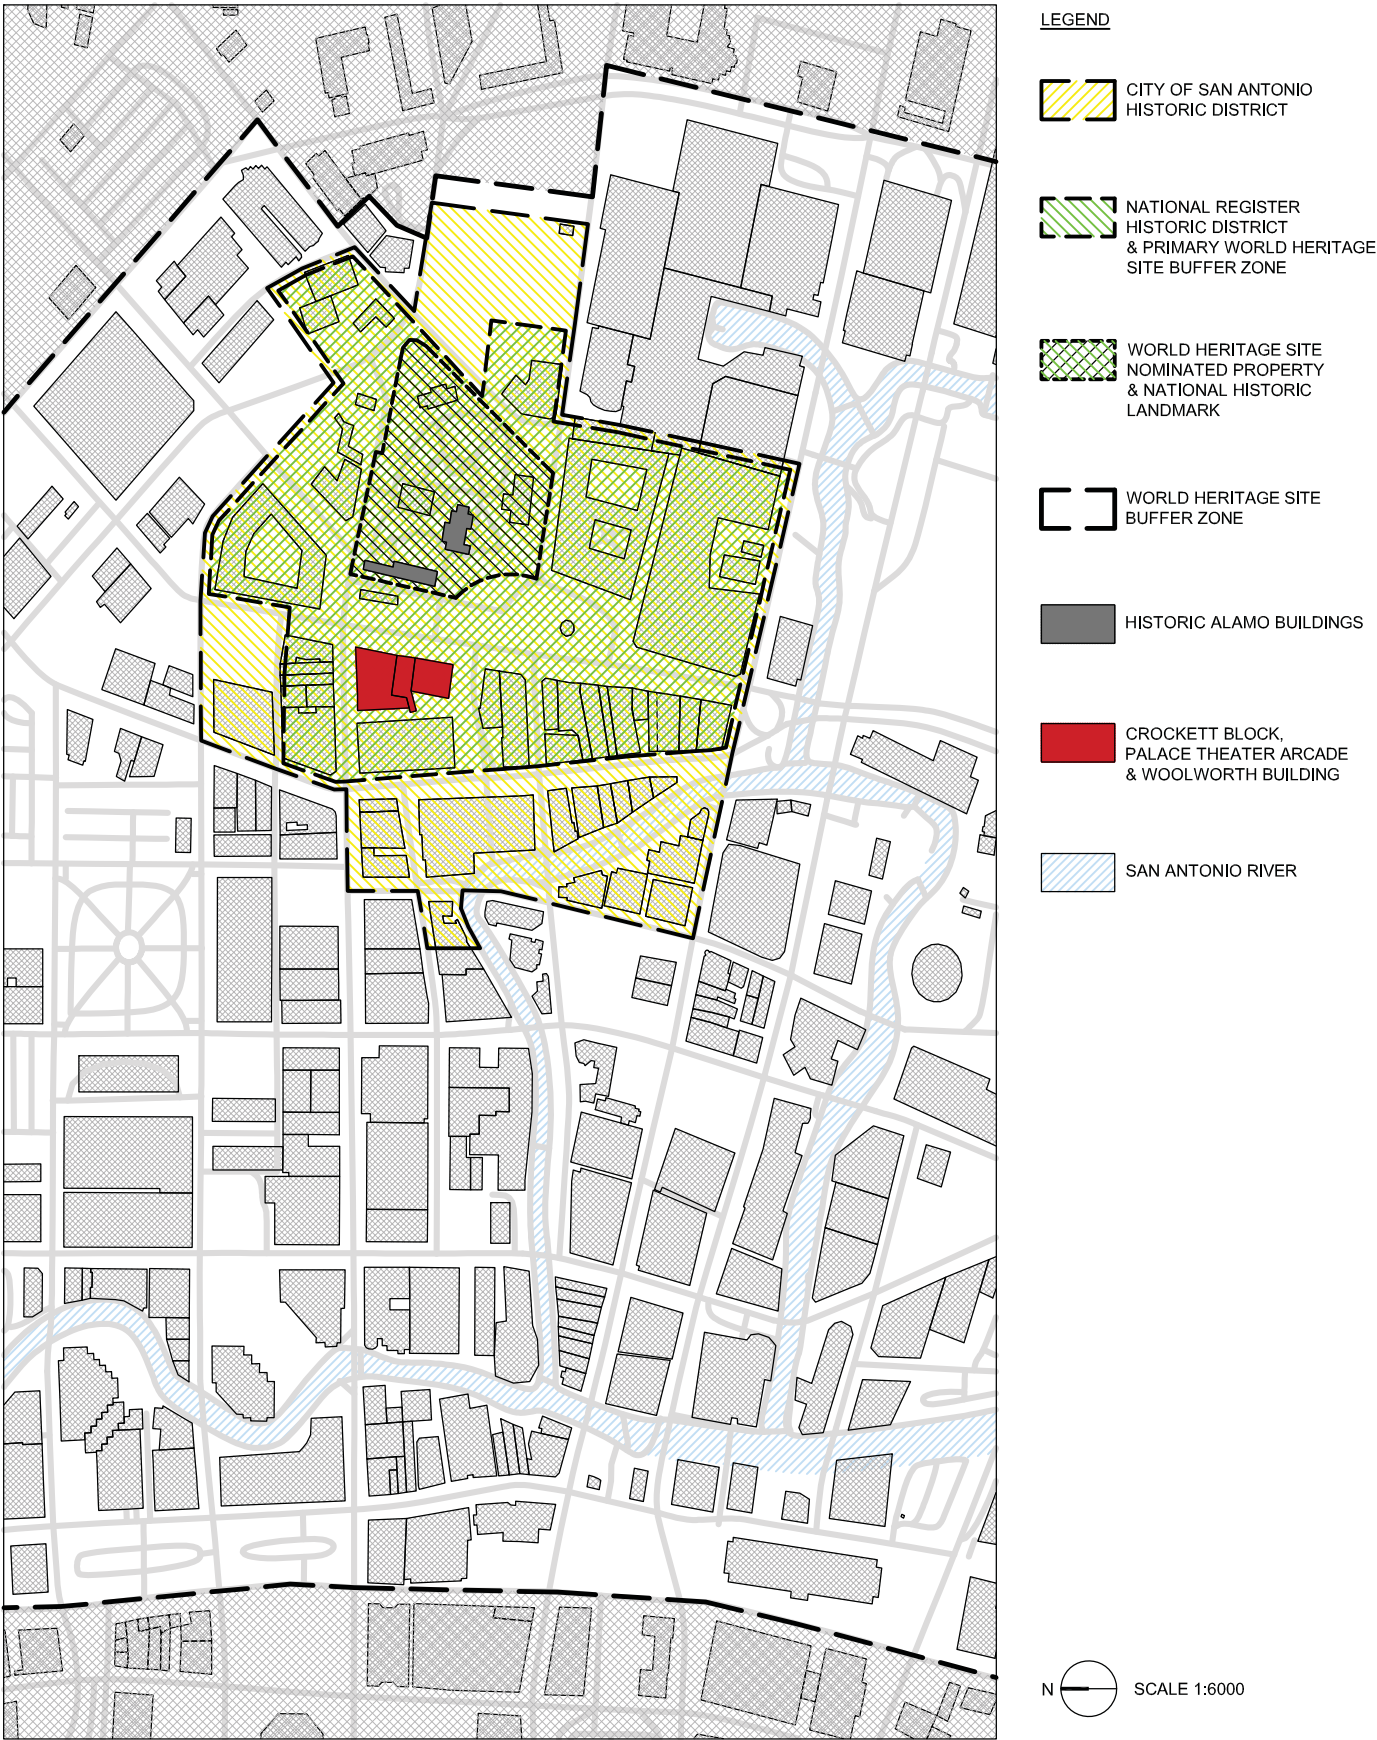 LEGEND
CITY OF SAN ANTONIO
HISTORIC DISTRICT
NATIONAL REGISTER
HISTORIC DISTRICT
& PRIMARY WORLD HERITAGE
SITE BUFFER ZONE
WORLD HERITAGE SITE
NOMINATED PROPERTY
& NATIONAL HISTORIC
LANDMARK
WORLD HERITAGE SITE
BUFFER ZONE
HISTORIC ALAMO BUILDINGS
CROCKETT BLOCK,
PALACE THEATER ARCADE
& WOOLWORTH BUILDING
SAN ANTONIO RIVER
N
SCALE 1:6000